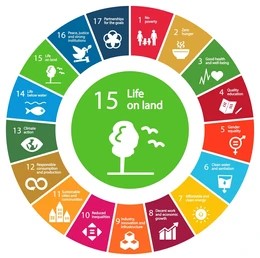 15 Life
on land
1 No
poverty
2 Zero
hunger
3 Good health
and well-being
4 Quality
education
5 Gender
equality
6 Clean water
and sanitation
7 Affordable and
clean energy
8 Decent work
and economic
growth
9 Industry,
innovation and
infrastructure
10 Reduced
inequalities
11 Sustainable
cities and
communities
12 Responsible
consumption
and production
13 Climate
action
14 Life
below water
15 Life
on land
16 Peace, justice
and strong
institutions
17 Partnerships
for the goals